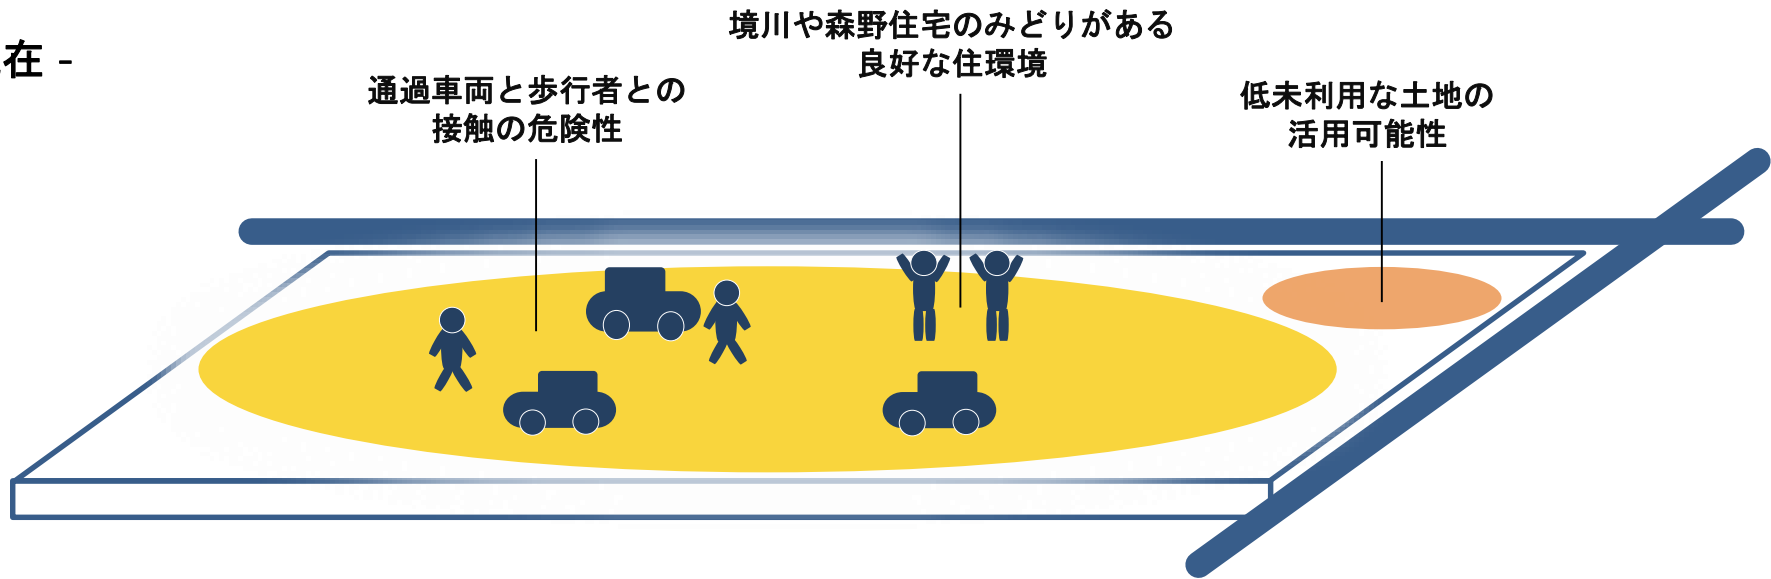 在 -
境川や森野住宅のみどりがある
良好な住環境
通過車両と歩行者との
接触の危険性
低未利用な土地の
活用可能性